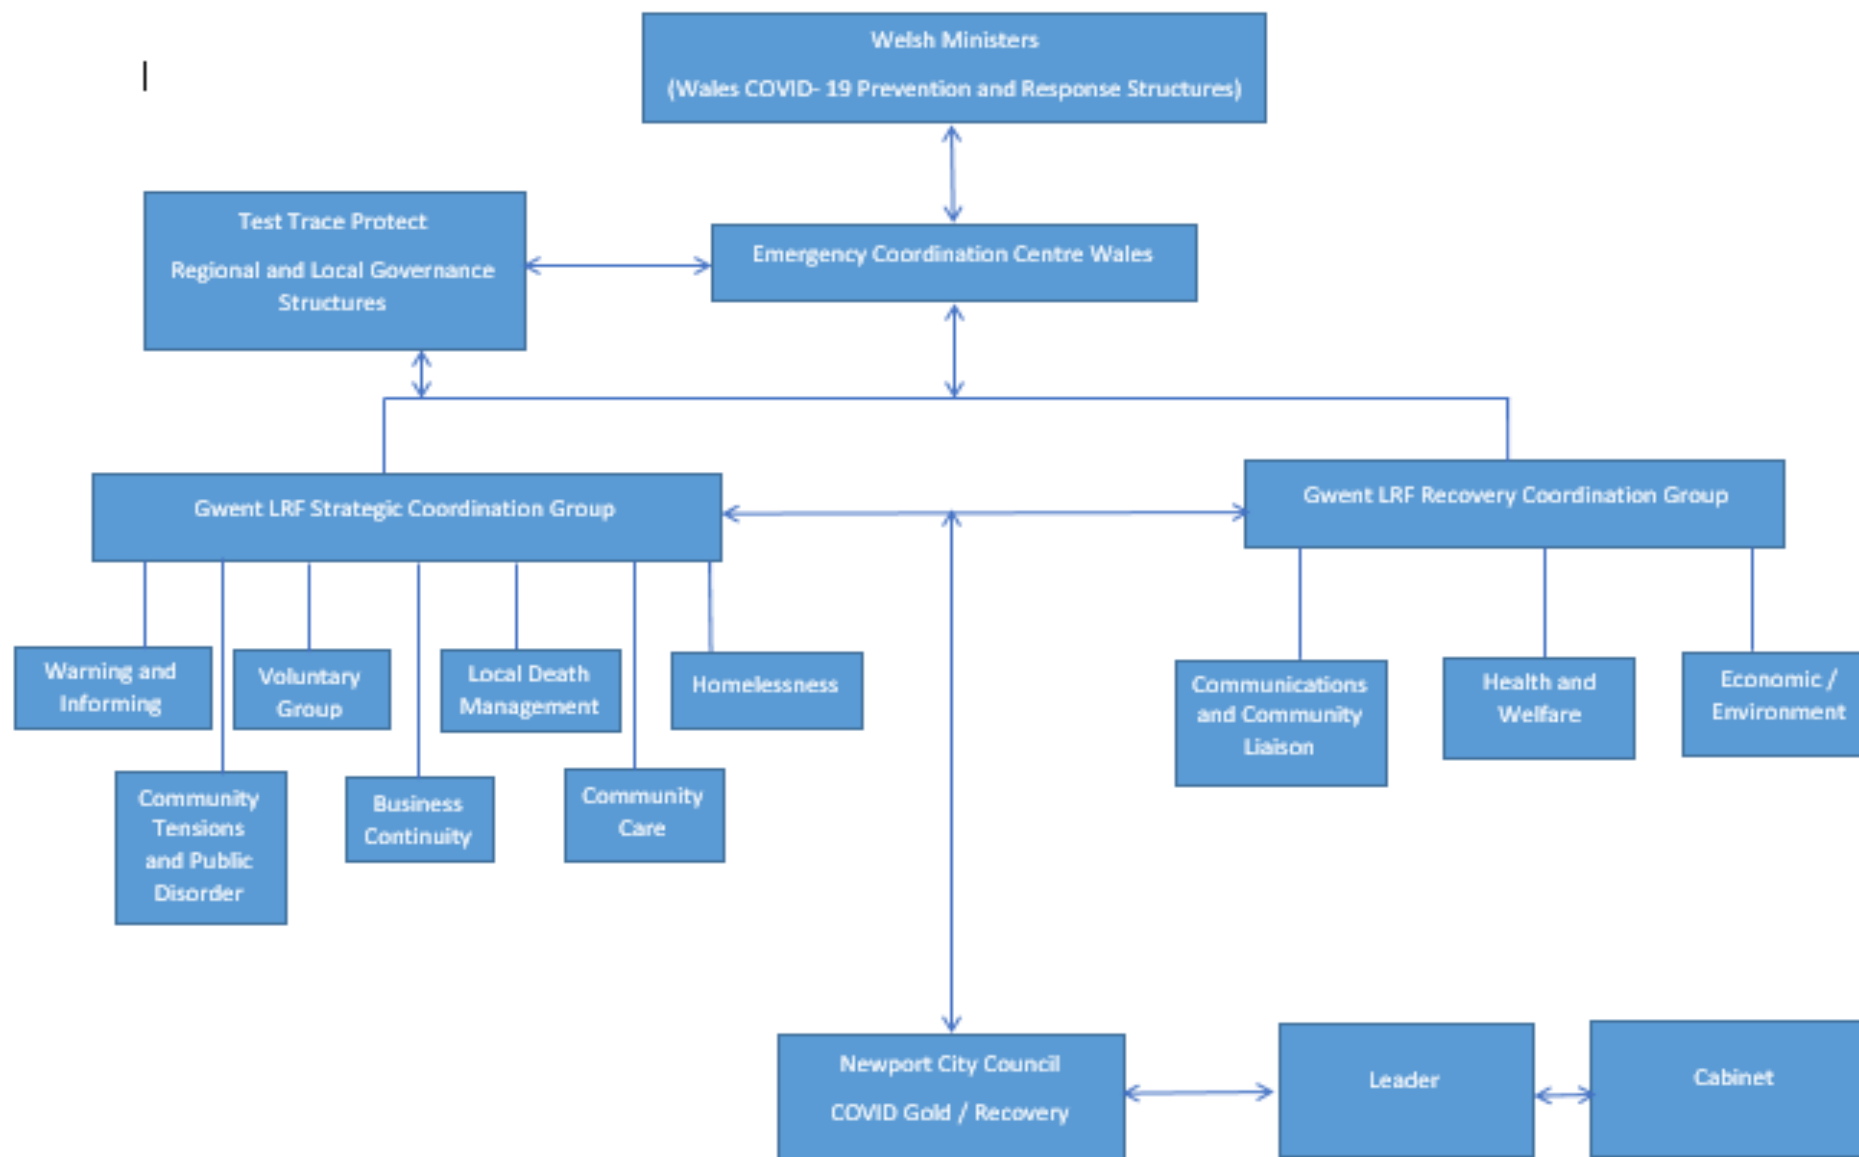 Welsh Ministers
(Wales COVID- 19 Prevention and Response Structures)
Test Trace Protect
Regional and Local Governance
Structures
Emergency Coordination Centre Wales
Gwent LRF Strategic Coordination Group
Gwent LRF Recovery Coordination Group
Warning and
Informing
Voluntary
Group
Local Death
Management
Homelessness
Communications
and Community
Liaison
Health and
Welfare
Economic /
Environment
Community
Tensions
and Public
Disorder
Business
Continuity
Community
Care
Newport City Council
COVID Gold / Recovery
Leader
Cabinet